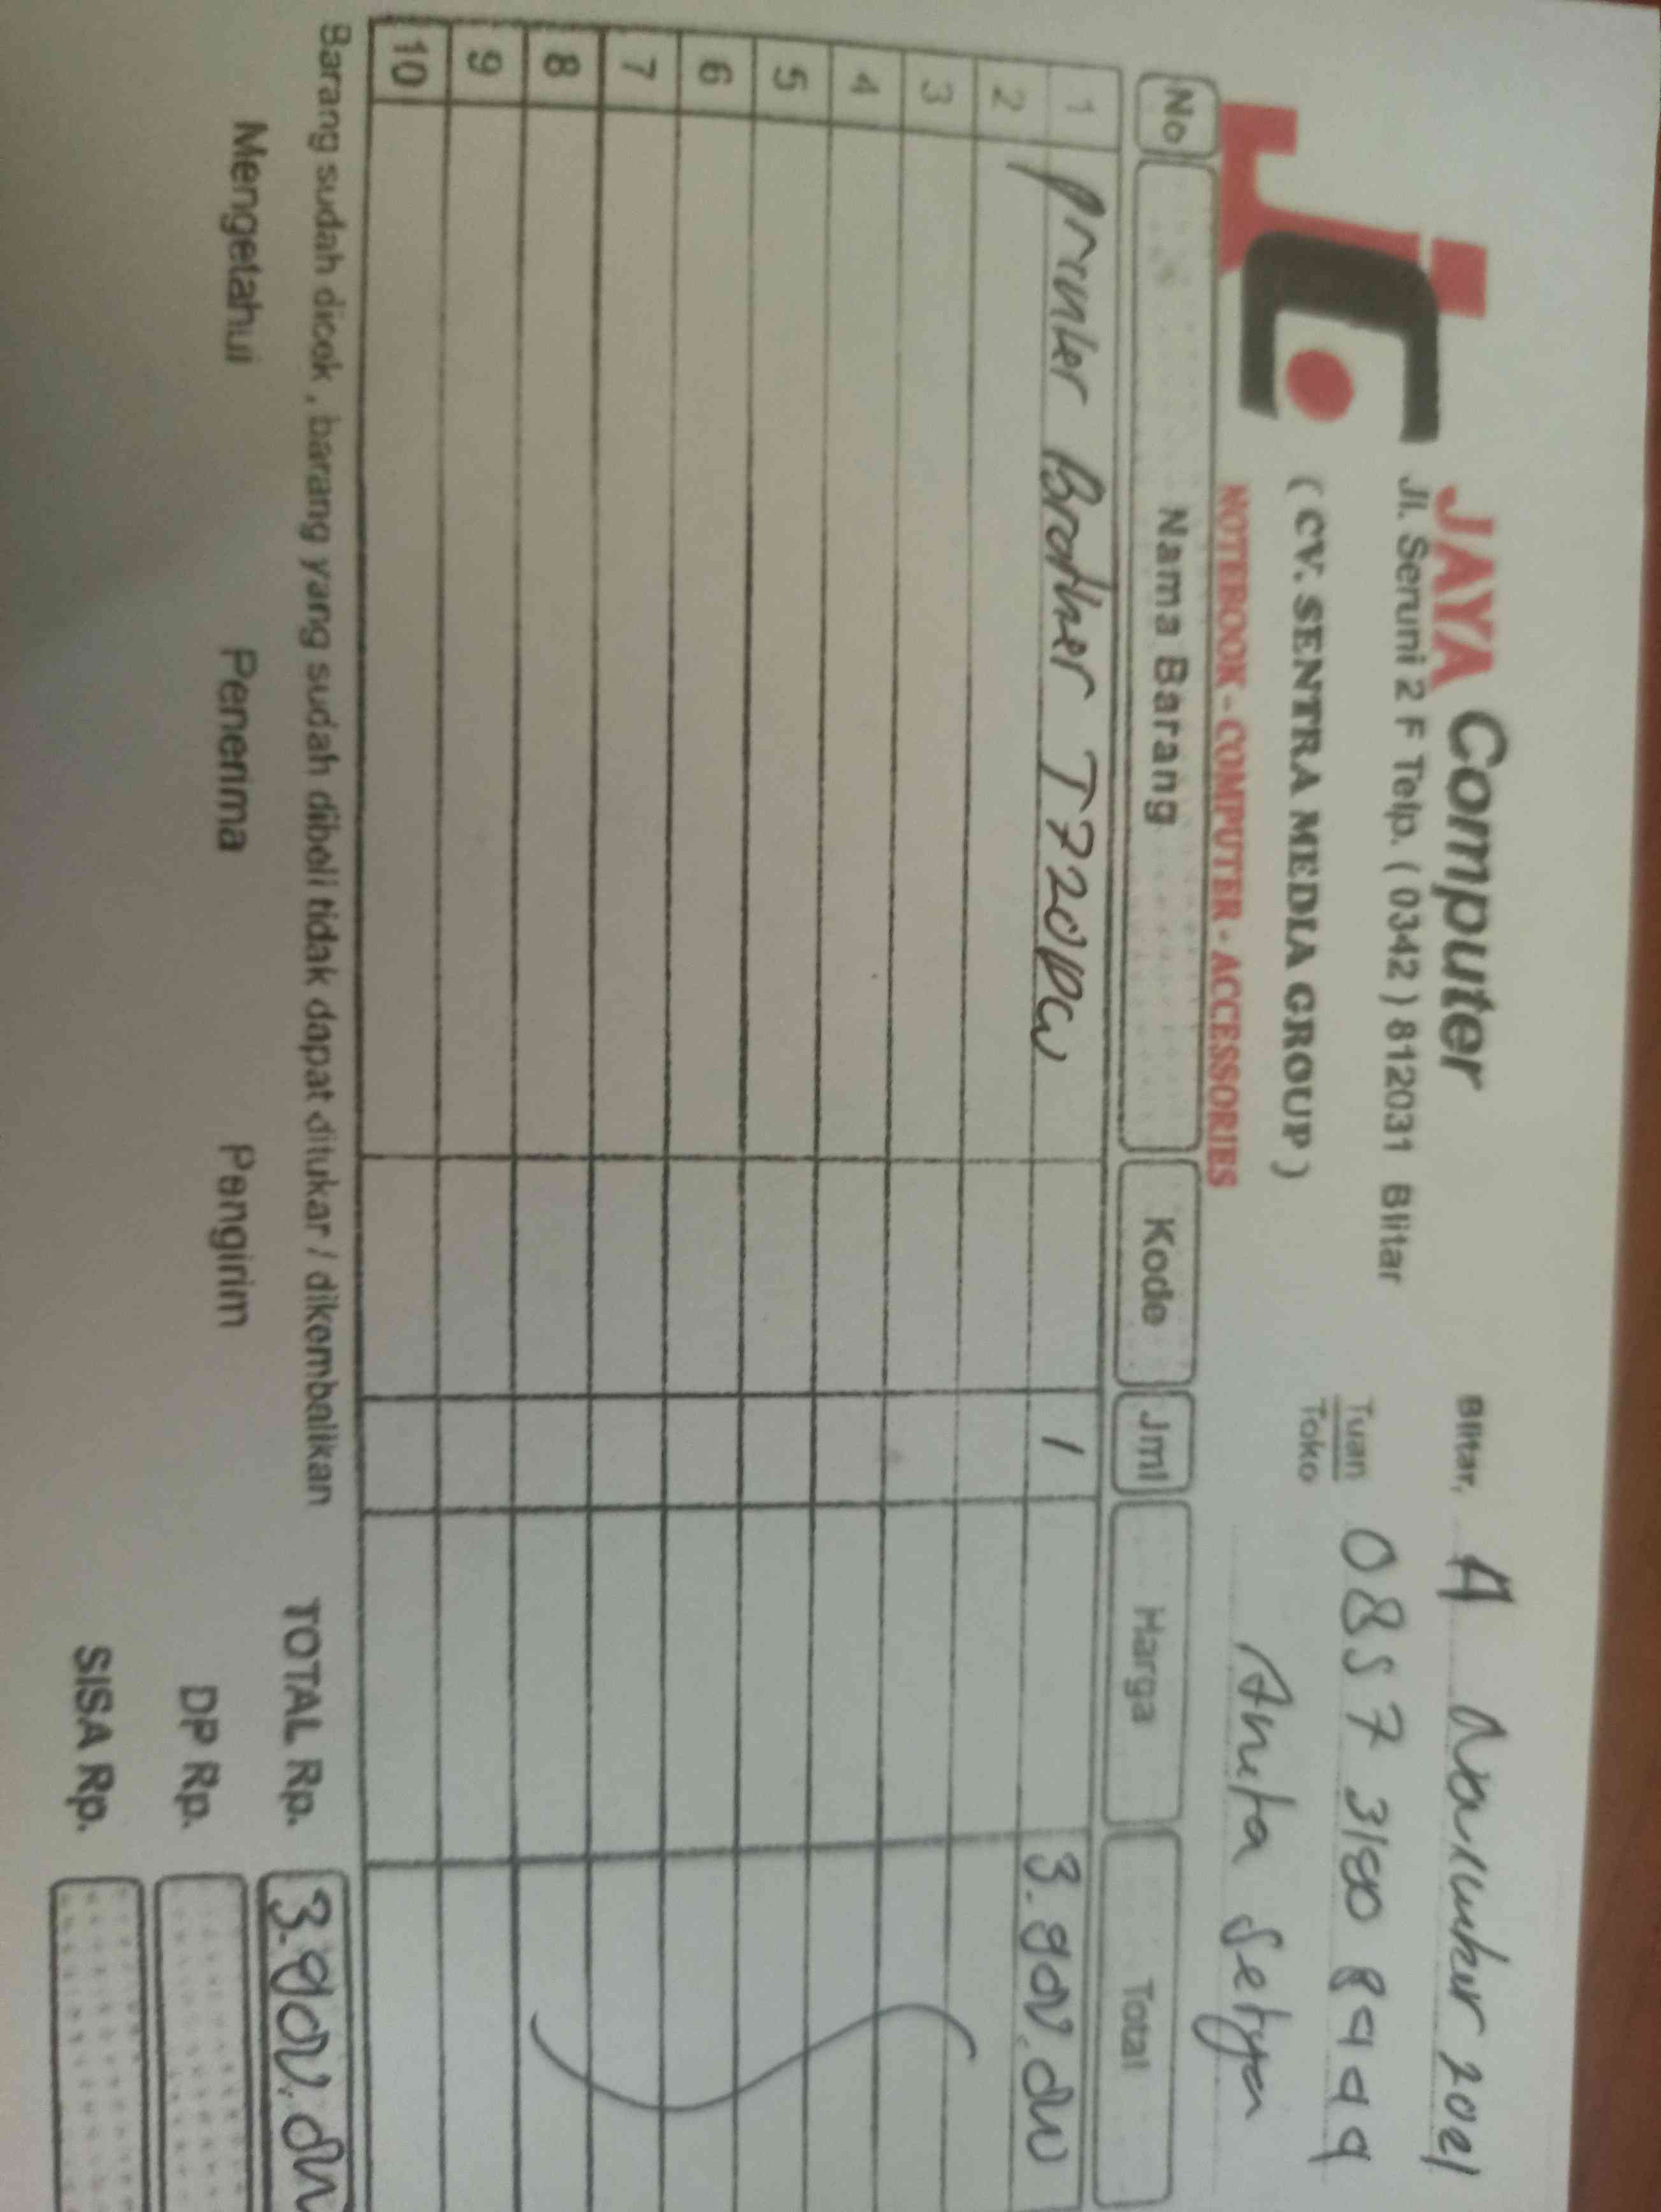 JC JAYA Computer
Jl. Seruni 2 F Telp. ( 0342 ) 812031 Blitar
( CV. SENTRA MEDIA GROUP )
NOTEBOOK - COMPUTER - ACCESSORIES
Blitar, 2021
Tuan 0857 3180 8999
Toko
Anita Setya
No Nama Barang Kode Jml Harga Total
1 Printer Brother T720DW 1 3.900.000
2
3
4
5
6
7
8
9
10
Barang sudah dicek , barang yang sudah dibeli tidak dapat ditukar / dikembalikan
TOTAL Rp. 3.900.000
Mengetahui Penerima Pengirim
DP Rp.
SISA Rp.